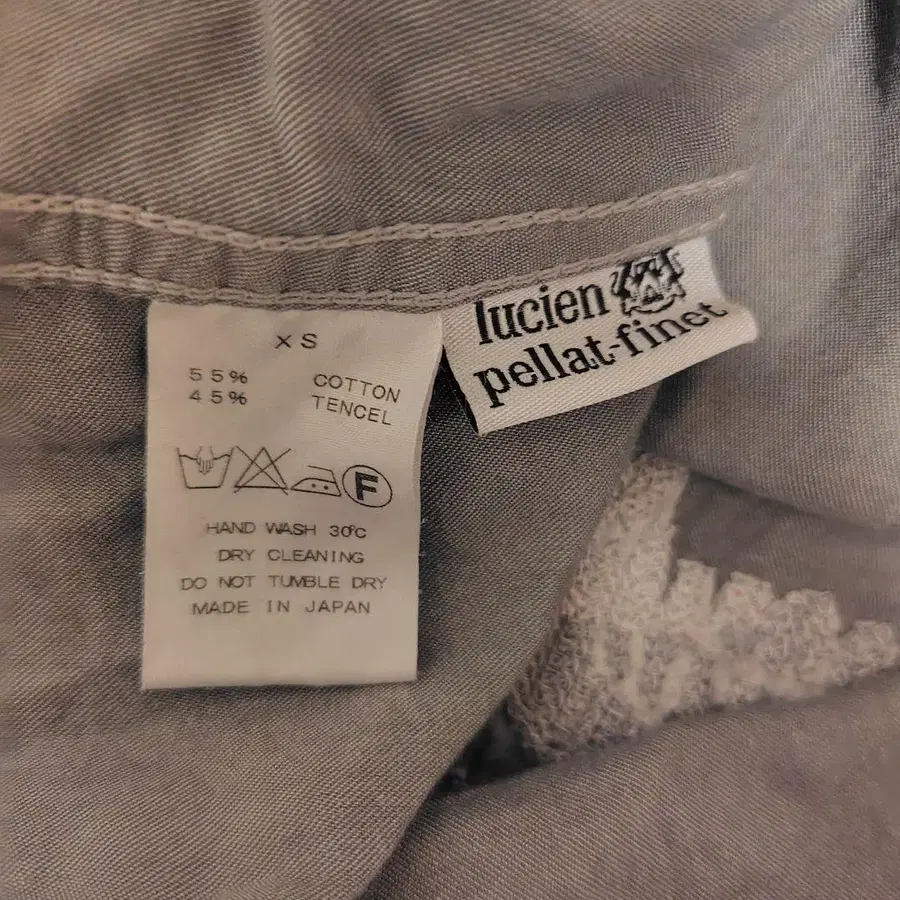 XS
55% COTTON
45% TENCEL
F
HAND WASH 30°C
DRY CLEANING
DO NOT TUMBLE DRY
MADE IN JAPAN
lucien
pellat-finet